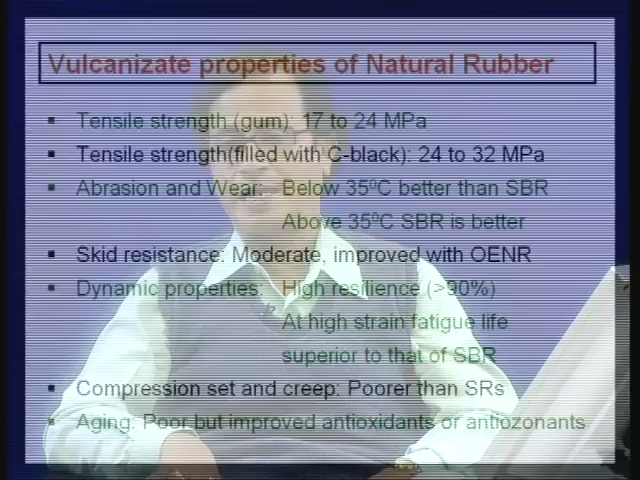 Vulcanizate properties of Natural Rubber
▪ Tensile strength (gum): 17 to 24 MPa
▪ Tensile strength(filled with C-black): 24 to 32 MPa
▪ Abrasion and Wear: Below 35⁰C better than SBR
Above 35⁰C SBR is better
▪ Skid resistance: Moderate, improved with OENR
▪ Dynamic properties: High resilience (>90%)
At high strain fatigue life
superior to that of SBR
▪ Compression set and creep: Poorer than SRs
▪ Aging: Poor but improved antioxidants or antiozonants